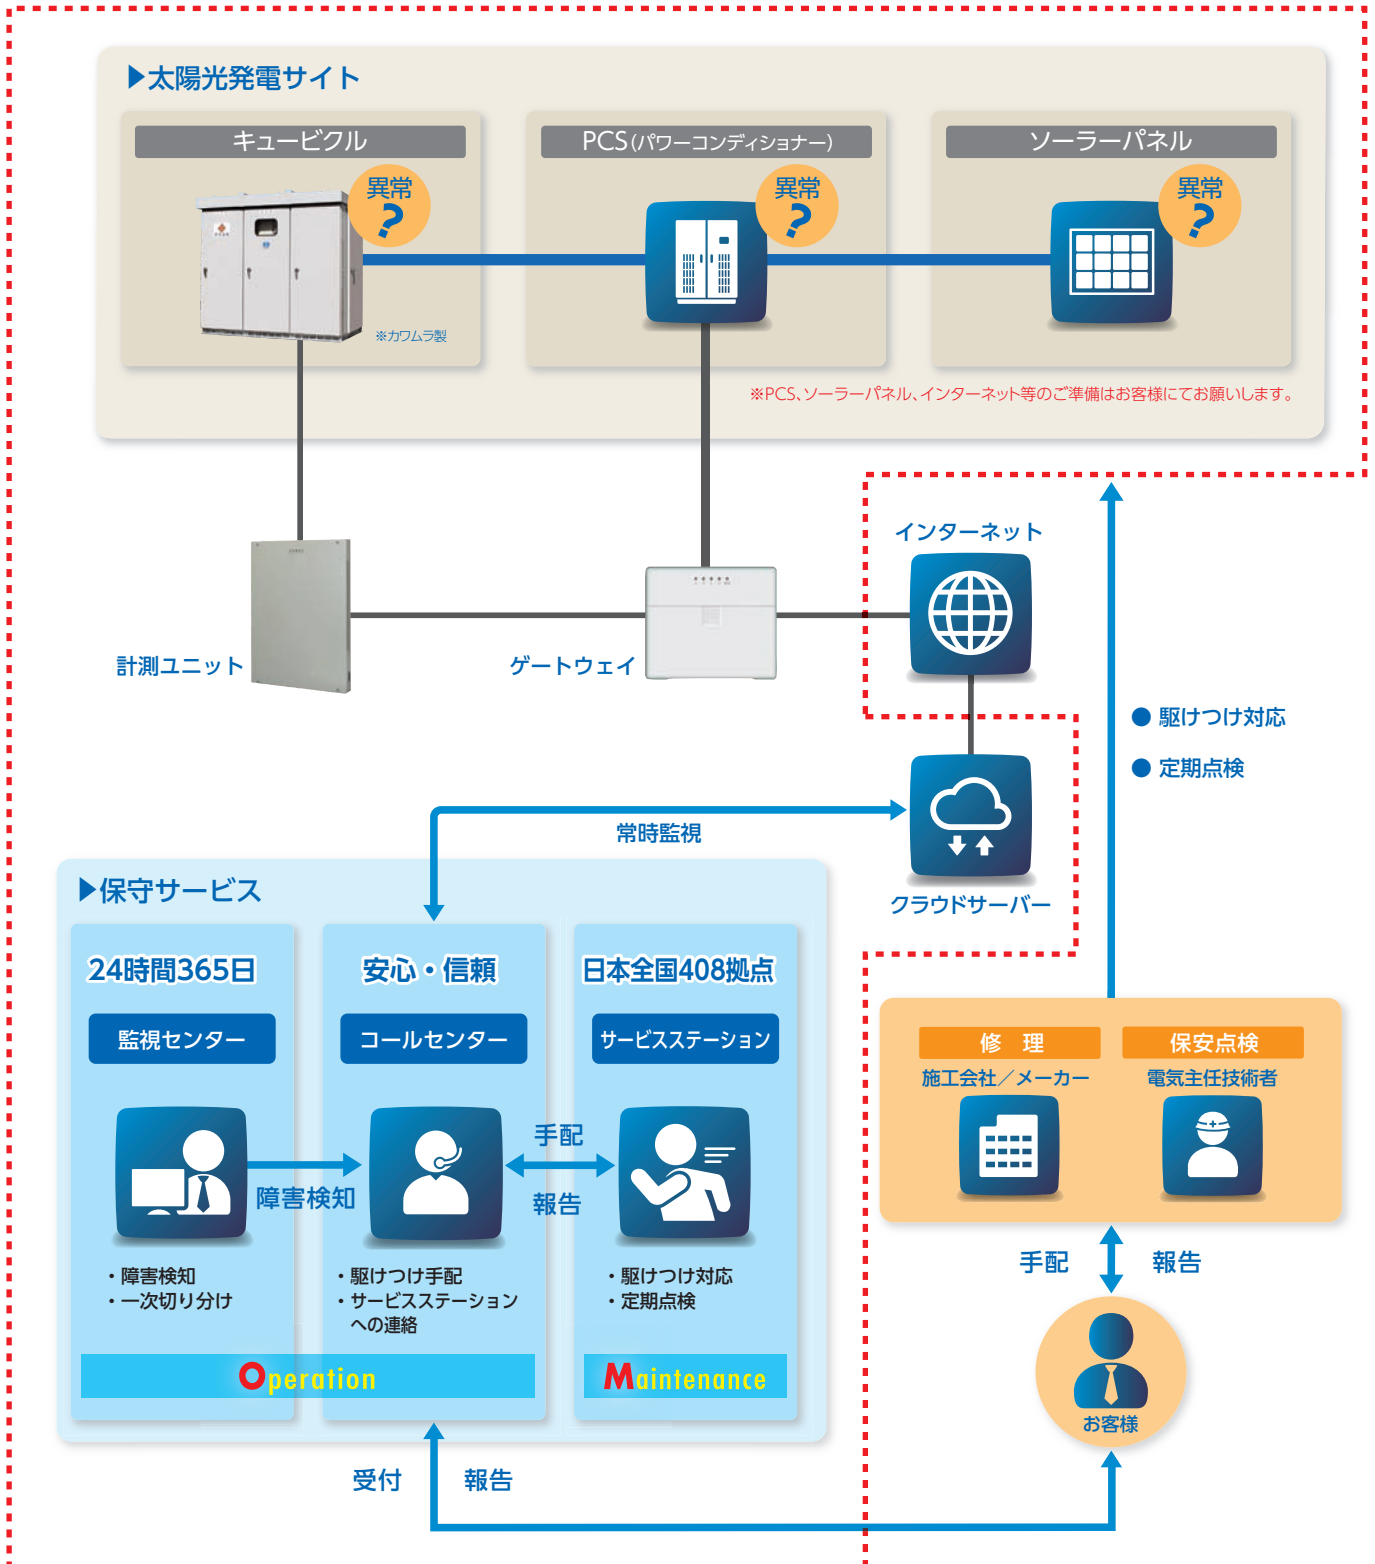 ▶太陽光発電サイト
キュービクル
PCS(パワーコンディショナー)
ソーラーパネル
異常
?
異常
?
異常
?
※カワムラ製
※PCS、ソーラーパネル、インターネット等のご準備はお客様にてお願いします。
インターネット
計測ユニット
ゲートウェイ
● 駆けつけ対応
● 定期点検
常時監視
クラウドサーバー
▶保守サービス
24時間365日
安心・信頼
日本全国408拠点
監視センター
コールセンター
サービスステーション
障害検知
手配
報告
・障害検知
・一次切り分け
・駆けつけ手配
・サービスステーション
への連絡
・駆けつけ対応
・定期点検
Operation
Maintenance
修 理
保安点検
施工会社／メーカー
電気主任技術者
手配
報告
お客様
受付
報告